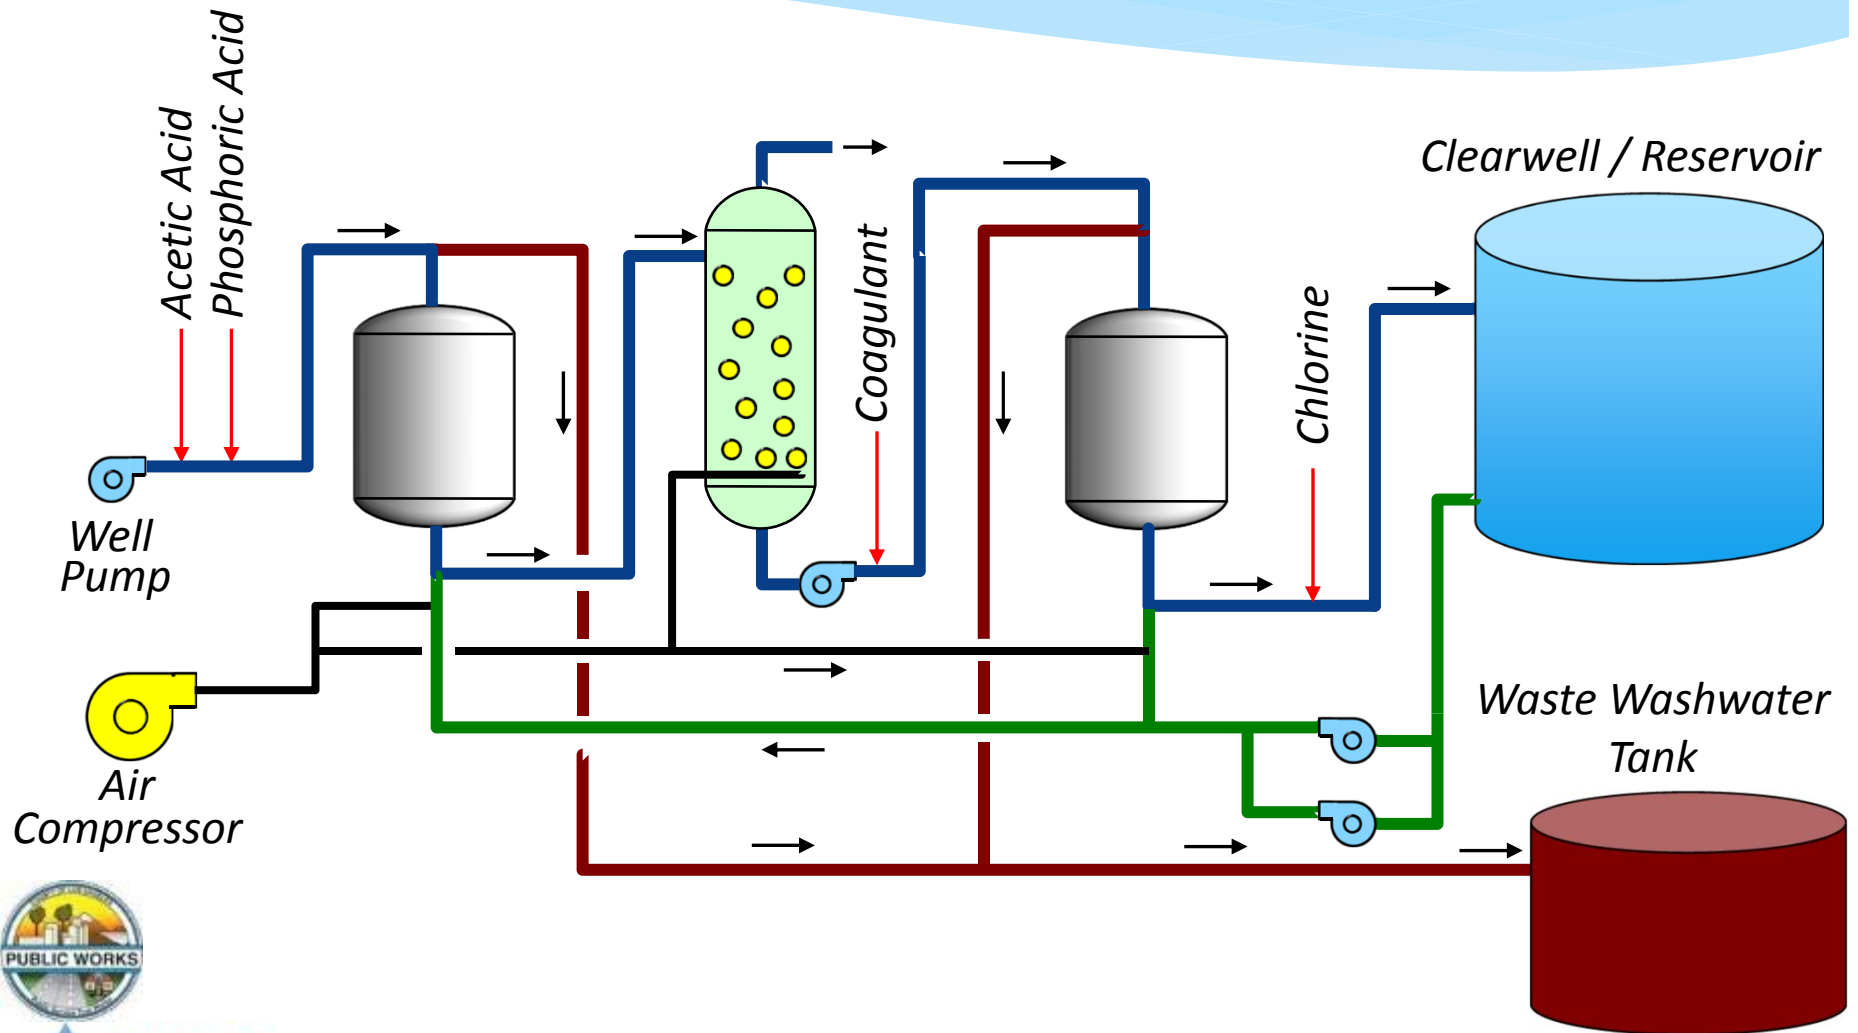 Acetic Acid
Phosphoric Acid
Well
Pump
Air
Compressor
Coagulant
Chlorine
Clearwell / Reservoir
Waste Washwater
Tank
PUBLIC WORKS